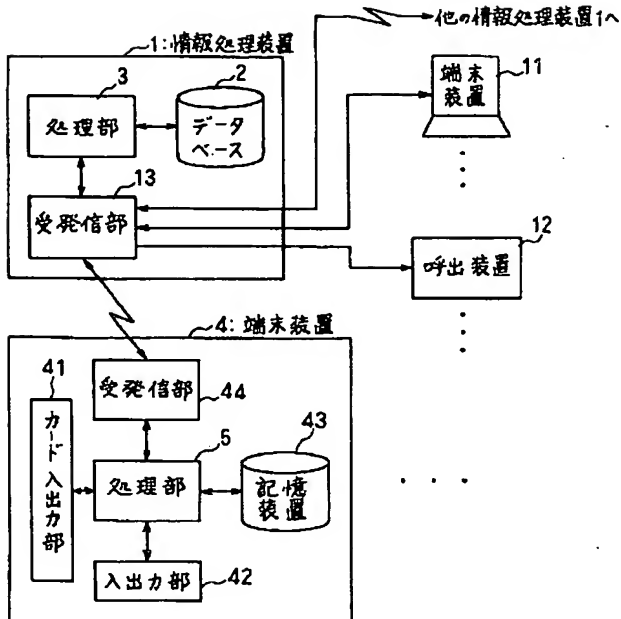 他の情報処理装置1へ
1:情報処理装置
3
2
11
端末
装置
処理部
データ
ベース
13
受発信部
12
呼出装置
4:端末装置
41
受発信部
44
43
カード入出力部
5
処理部
記憶
装置
入出力部
42